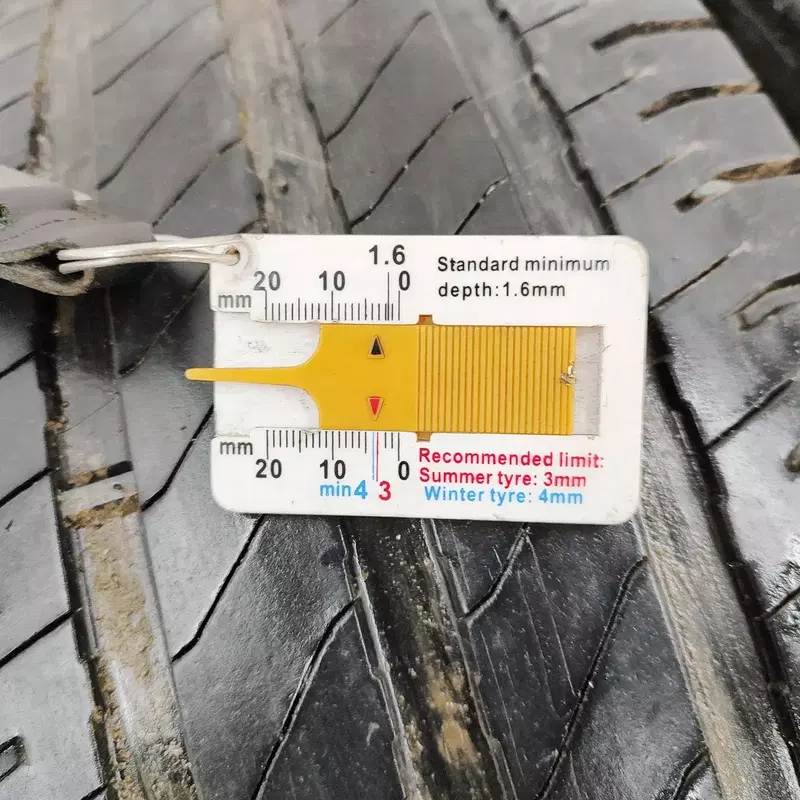 1.6
mm 20 10 0
Standard minimum
depth:1.6mm
mm 20 10 0
min4 3
Recommended limit:
Summer tyre: 3mm
Winter tyre: 4mm